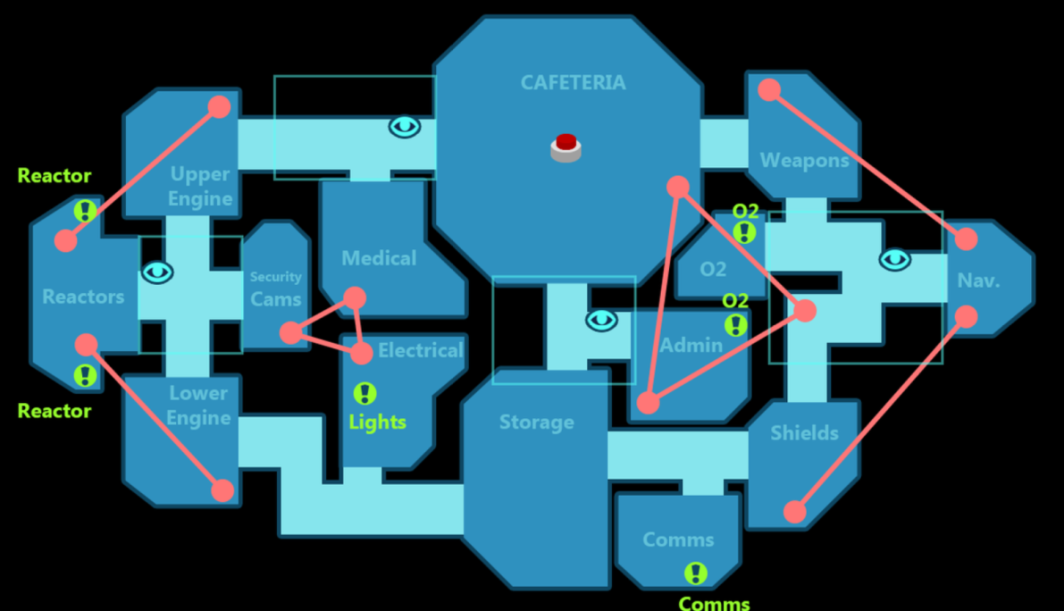 CAFETERIA
Weapons
Reactor
Upper
Engine
O2
Medical
O2
Security
Cams
Nav.
Reactors
O2
Admin
Electrical
Lower
Engine
Reactor
Lights
Storage
Shields
Comms
Comms